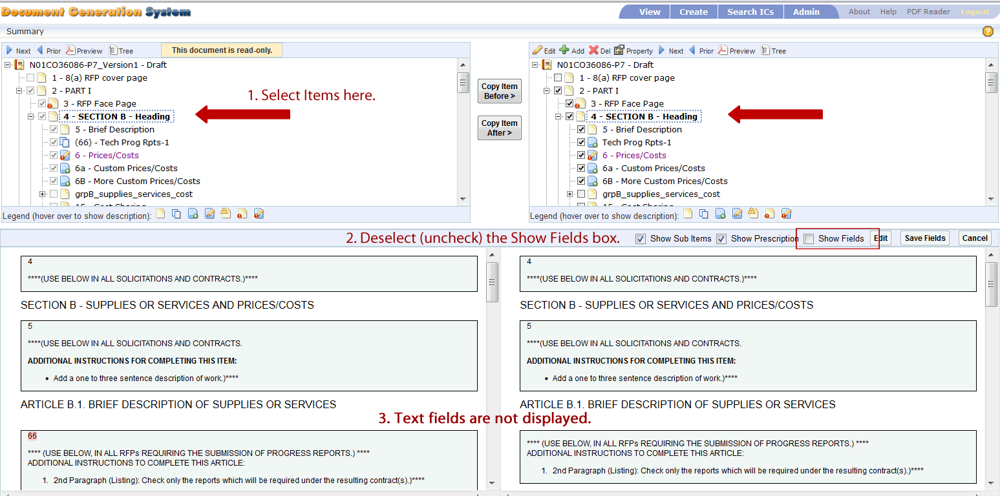 Document Generation System
View Create Search ICs Admin About Help PDF Reader Logout
Summary
Next Prior Preview Tree This document is read-only.
N01CO36086-P7_Version1 - Draft
1 - 8(a) RFP cover page
2 - PART I
3 - RFP Face Page
4 - SECTION B - Heading
5 - Brief Description
(66) - Tech Prog Rpts-1
6 - Prices/Costs
6a - Custom Prices/Costs
6B - More Custom Prices/Costs
grpB_supplies_services_cost
15 - Cost Sharing
Legend (hover over to show description):
1. Select Items here.
Copy Item
Before >
Copy Item
After >
Edit Add Del Property Next Prior Preview Tree
N01CO36086-P7 - Draft
1 - 8(a) RFP cover page
2 - PART I
3 - RFP Face Page
4 - SECTION B - Heading
5 - Brief Description
Tech Prog Rpts-1
6 - Prices/Costs
6a - Custom Prices/Costs
6B - More Custom Prices/Costs
grpB_supplies_services_cost
15 - Cost Sharing
Legend (hover over to show description):
2. Deselect (uncheck) the Show Fields box. Show Sub Items Show Prescription Show Fields Edit Save Fields Cancel
4
****(USE BELOW IN ALL SOLICITATIONS AND CONTRACTS.)****
SECTION B - SUPPLIES OR SERVICES AND PRICES/COSTS
5
****(USE BELOW IN ALL SOLICITATIONS AND CONTRACTS.
ADDITIONAL INSTRUCTIONS FOR COMPLETING THIS ITEM:
• Add a one to three sentence description of work.)****
ARTICLE B.1. BRIEF DESCRIPTION OF SUPPLIES OR SERVICES
66
**** (USE BELOW, IN ALL RFPs REQUIRING THE SUBMISSION OF PROGRESS REPORTS.) ****
ADDITIONAL INSTRUCTIONS TO COMPLETE THIS ARTICLE:
1. 2nd Paragraph (Listing): Check only the reports which will be required under the resulting contract(s).)****
3. Text fields are not displayed.
4
****(USE BELOW IN ALL SOLICITATIONS AND CONTRACTS.)****
SECTION B - SUPPLIES OR SERVICES AND PRICES/COSTS
5
****(USE BELOW IN ALL SOLICITATIONS AND CONTRACTS.
ADDITIONAL INSTRUCTIONS FOR COMPLETING THIS ITEM:
• Add a one to three sentence description of work.)****
ARTICLE B.1. BRIEF DESCRIPTION OF SUPPLIES OR SERVICES
**** (USE BELOW, IN ALL RFPs REQUIRING THE SUBMISSION OF PROGRESS REPORTS.) ****
ADDITIONAL INSTRUCTIONS TO COMPLETE THIS ARTICLE:
1. 2nd Paragraph (Listing): Check only the reports which will be required under the resulting contract(s).)****